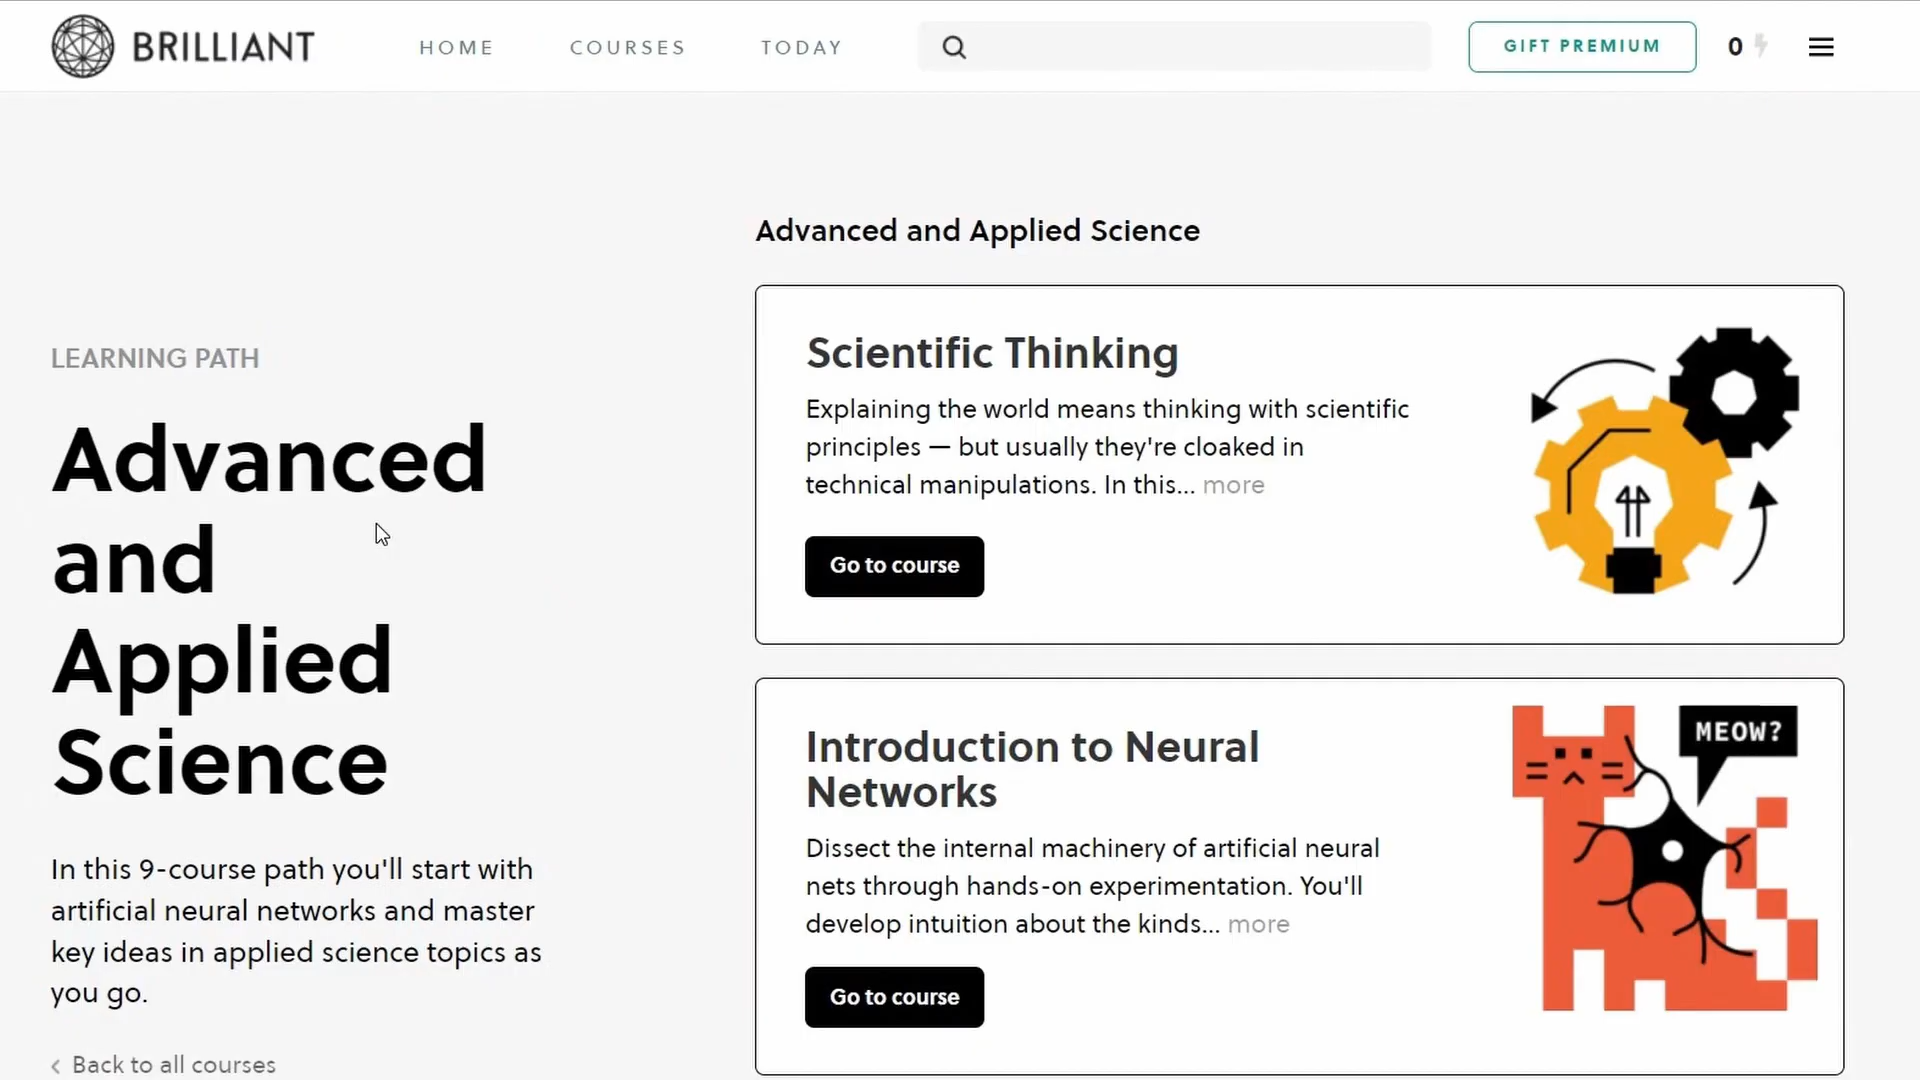 BRILLIANT
HOME
COURSES
TODAY
GIFT PREMIUM
0
LEARNING PATH
Advanced
and
Applied
Science
In this 9-course path you'll start with
artificial neural networks and master
key ideas in applied science topics as
you go.
Back to all courses
Advanced and Applied Science
Scientific Thinking
Explaining the world means thinking with scientific
principles — but usually they're cloaked in
technical manipulations. In this... more
Go to course
Introduction to Neural
Networks
Dissect the internal machinery of artificial neural
nets through hands-on experimentation. You'll
develop intuition about the kinds... more
Go to course
MEOW?